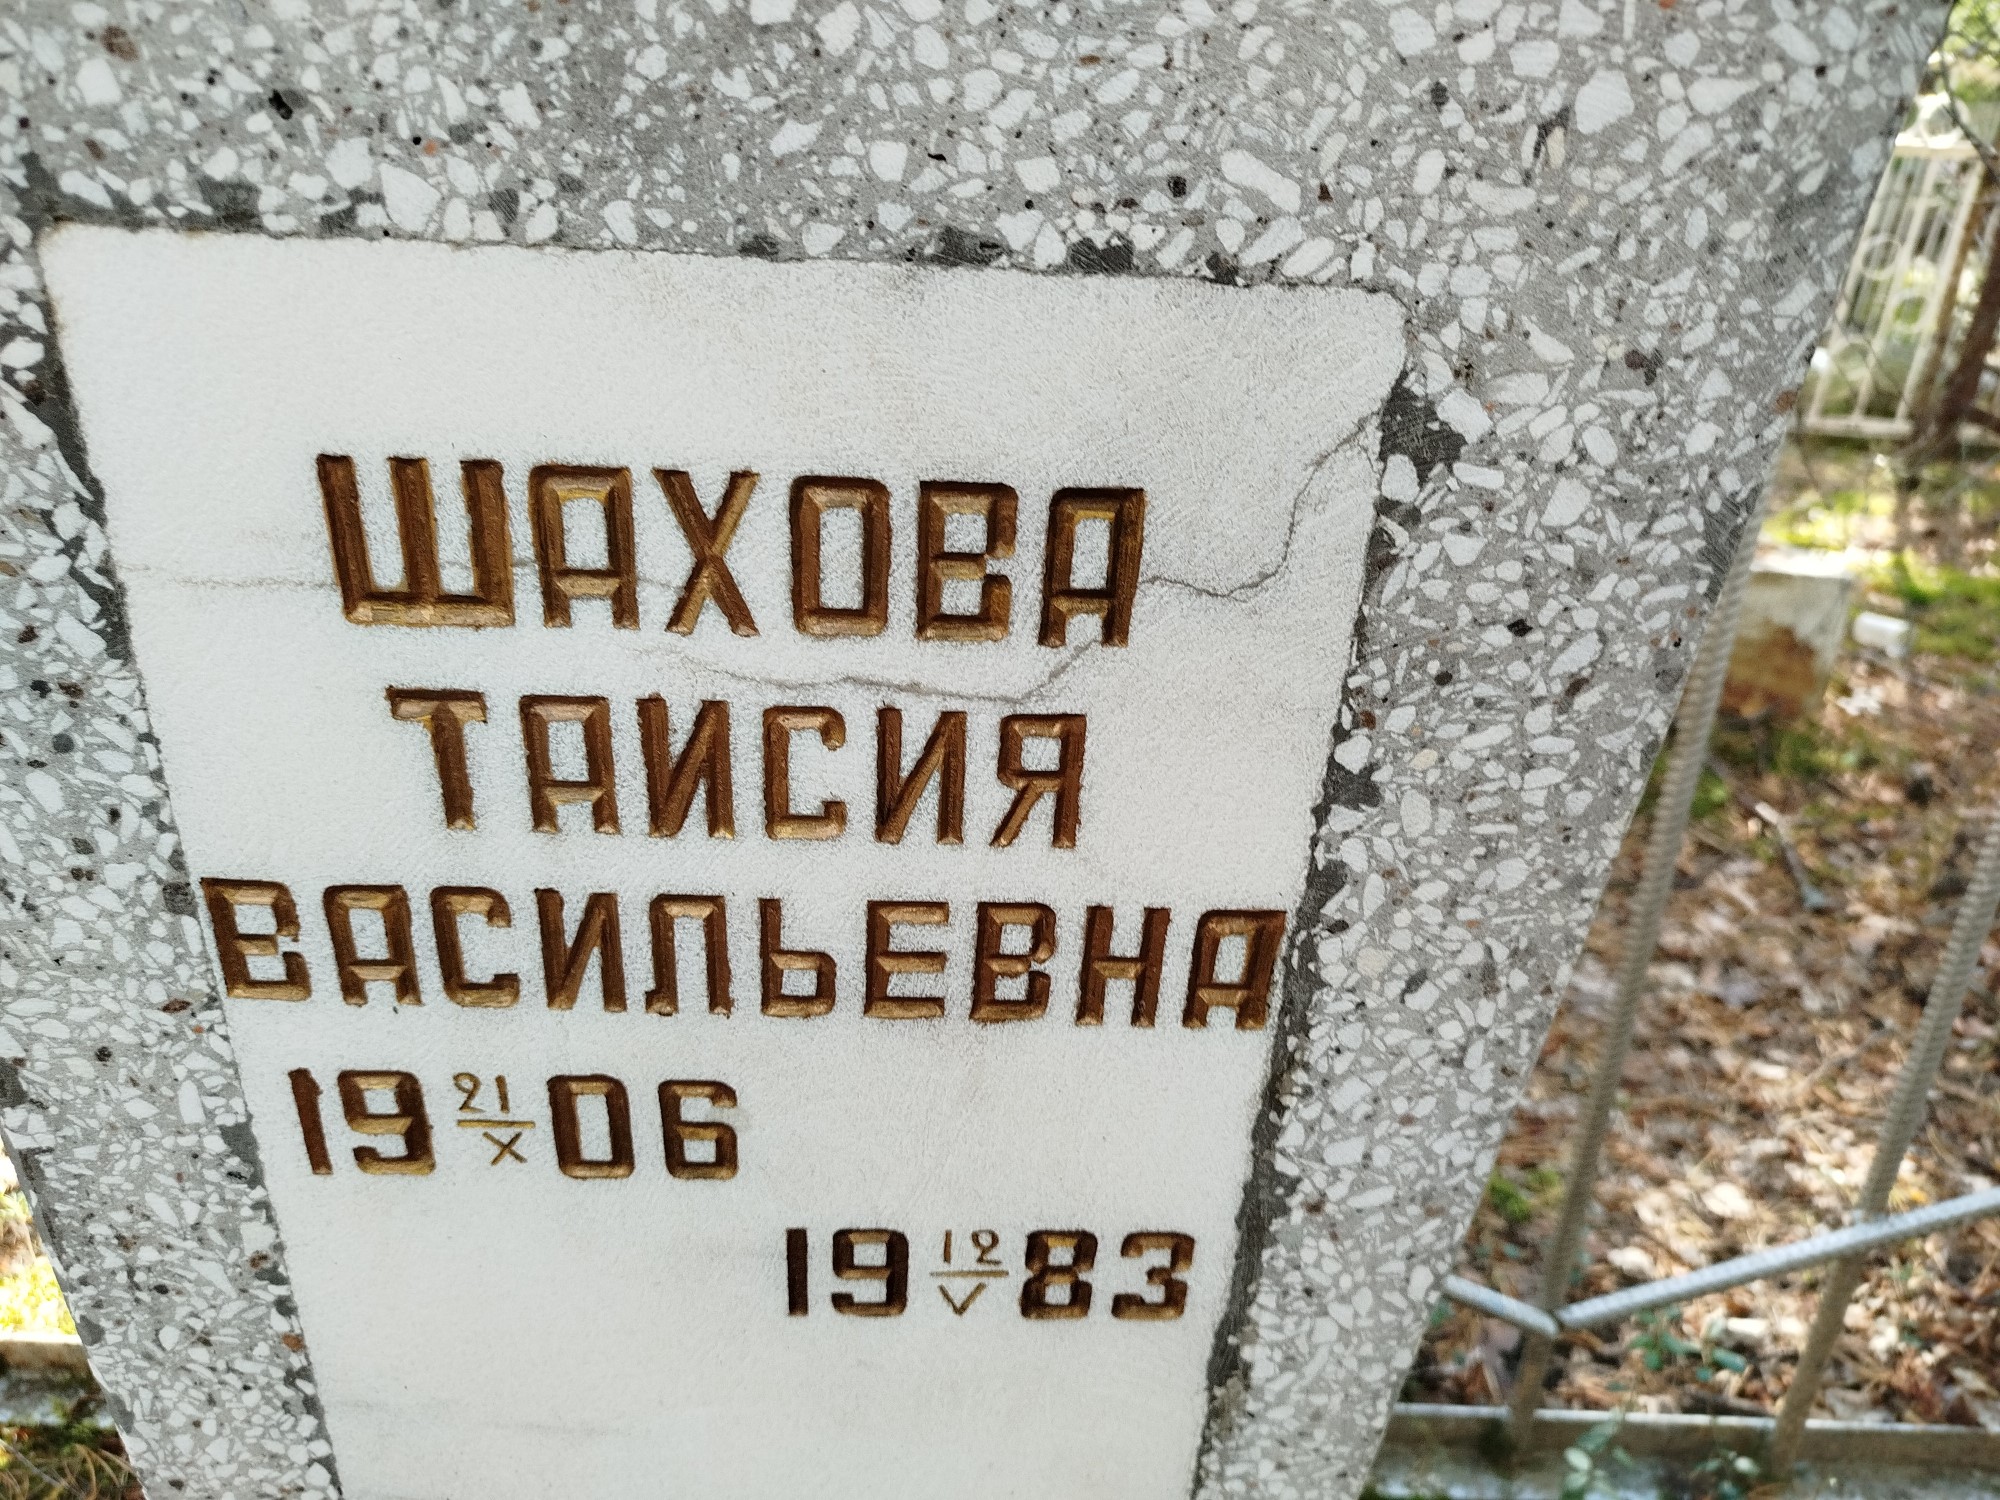 ШАХОВА
ТАИСИЯ
ВАСИЛЬЕВНА
19 21/X 06
19 12/V 83